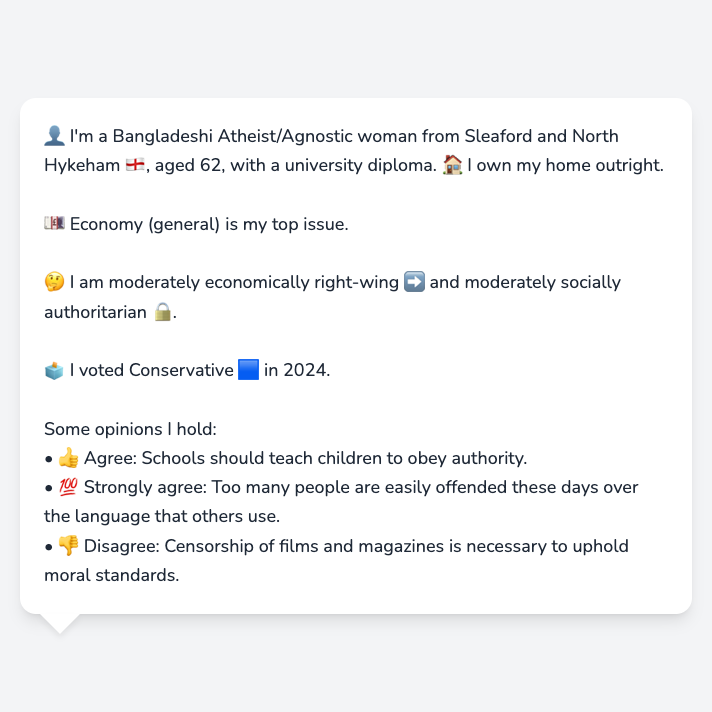 👤 I'm a Bangladeshi Atheist/Agnostic woman from Sleaford and North
Hykeham 🏴󠁧󠁢󠁥󠁮󠁧󠁿, aged 62, with a university diploma. 🏠 I own my home outright.
💷 Economy (general) is my top issue.
🤔 I am moderately economically right-wing ➡️ and moderately socially
authoritarian 🔒.
🗳️ I voted Conservative 🟦 in 2024.
Some opinions I hold:
• 👍 Agree: Schools should teach children to obey authority.
• 💯 Strongly agree: Too many people are easily offended these days over
the language that others use.
• 👎 Disagree: Censorship of films and magazines is necessary to uphold
moral standards.